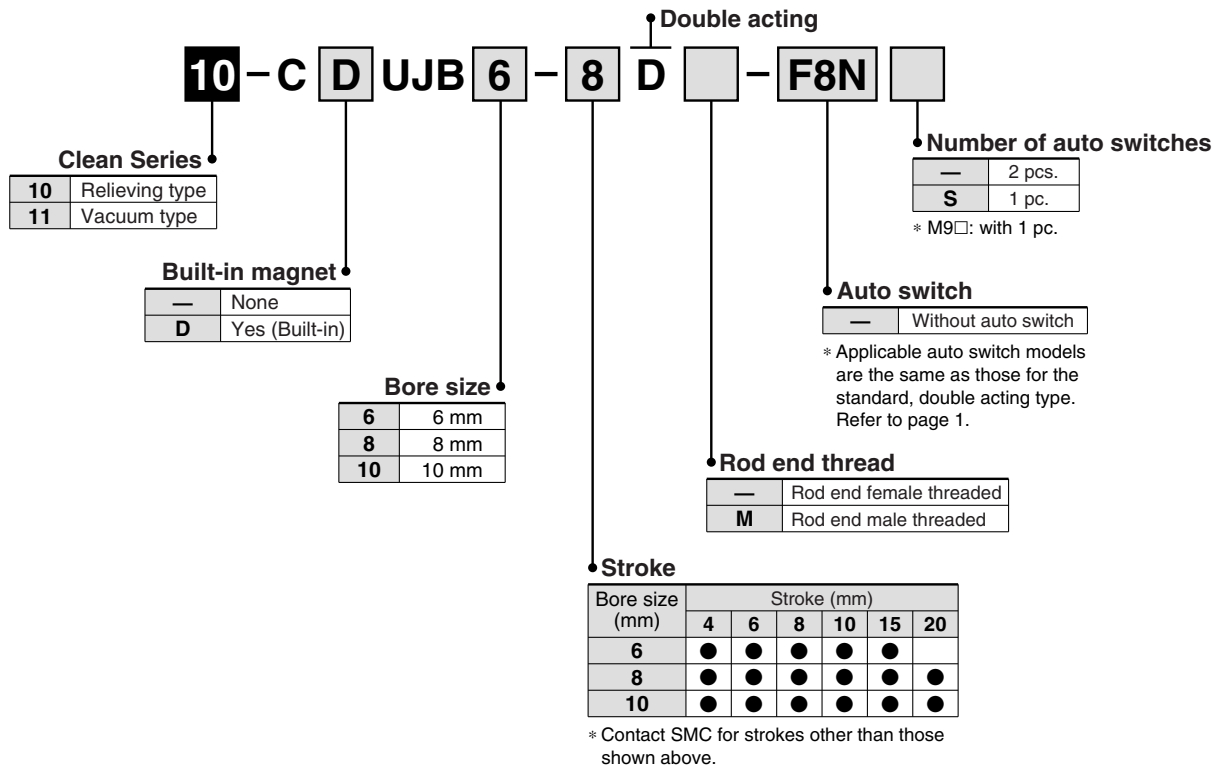 Double acting
10 – C D UJB 6 – 8 D – F8N
Clean Series
10 Relieving type
11 Vacuum type
Number of auto switches
— 2 pcs.
S 1 pc.
* M9□: with 1 pc.
Built-in magnet
— None
D Yes (Built-in)
Auto switch
— Without auto switch
* Applicable auto switch models
are the same as those for the
standard, double acting type.
Refer to page 1.
Bore size
6 6 mm
8 8 mm
10 10 mm
Rod end thread
— Rod end female threaded
M Rod end male threaded
Stroke
Bore size
(mm)
Stroke (mm)
4 6 8 10 15 20
6 ● ● ● ● ●
8 ● ● ● ● ● ●
10 ● ● ● ● ● ●
* Contact SMC for strokes other than those
shown above.